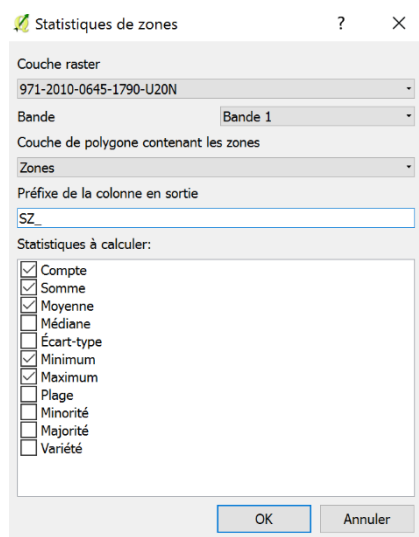 Statistiques de zones ? ×
Couche raster
971-2010-0645-1790-U20N
Bande Bande 1
Couche de polygone contenant les zones
Zones
Préfixe de la colonne en sortie
SZ_
Statistiques à calculer:
Compte
Somme
Moyenne
Médiane
Écart-type
Minimum
Maximum
Plage
Minorité
Majorité
Variété
OK Annuler